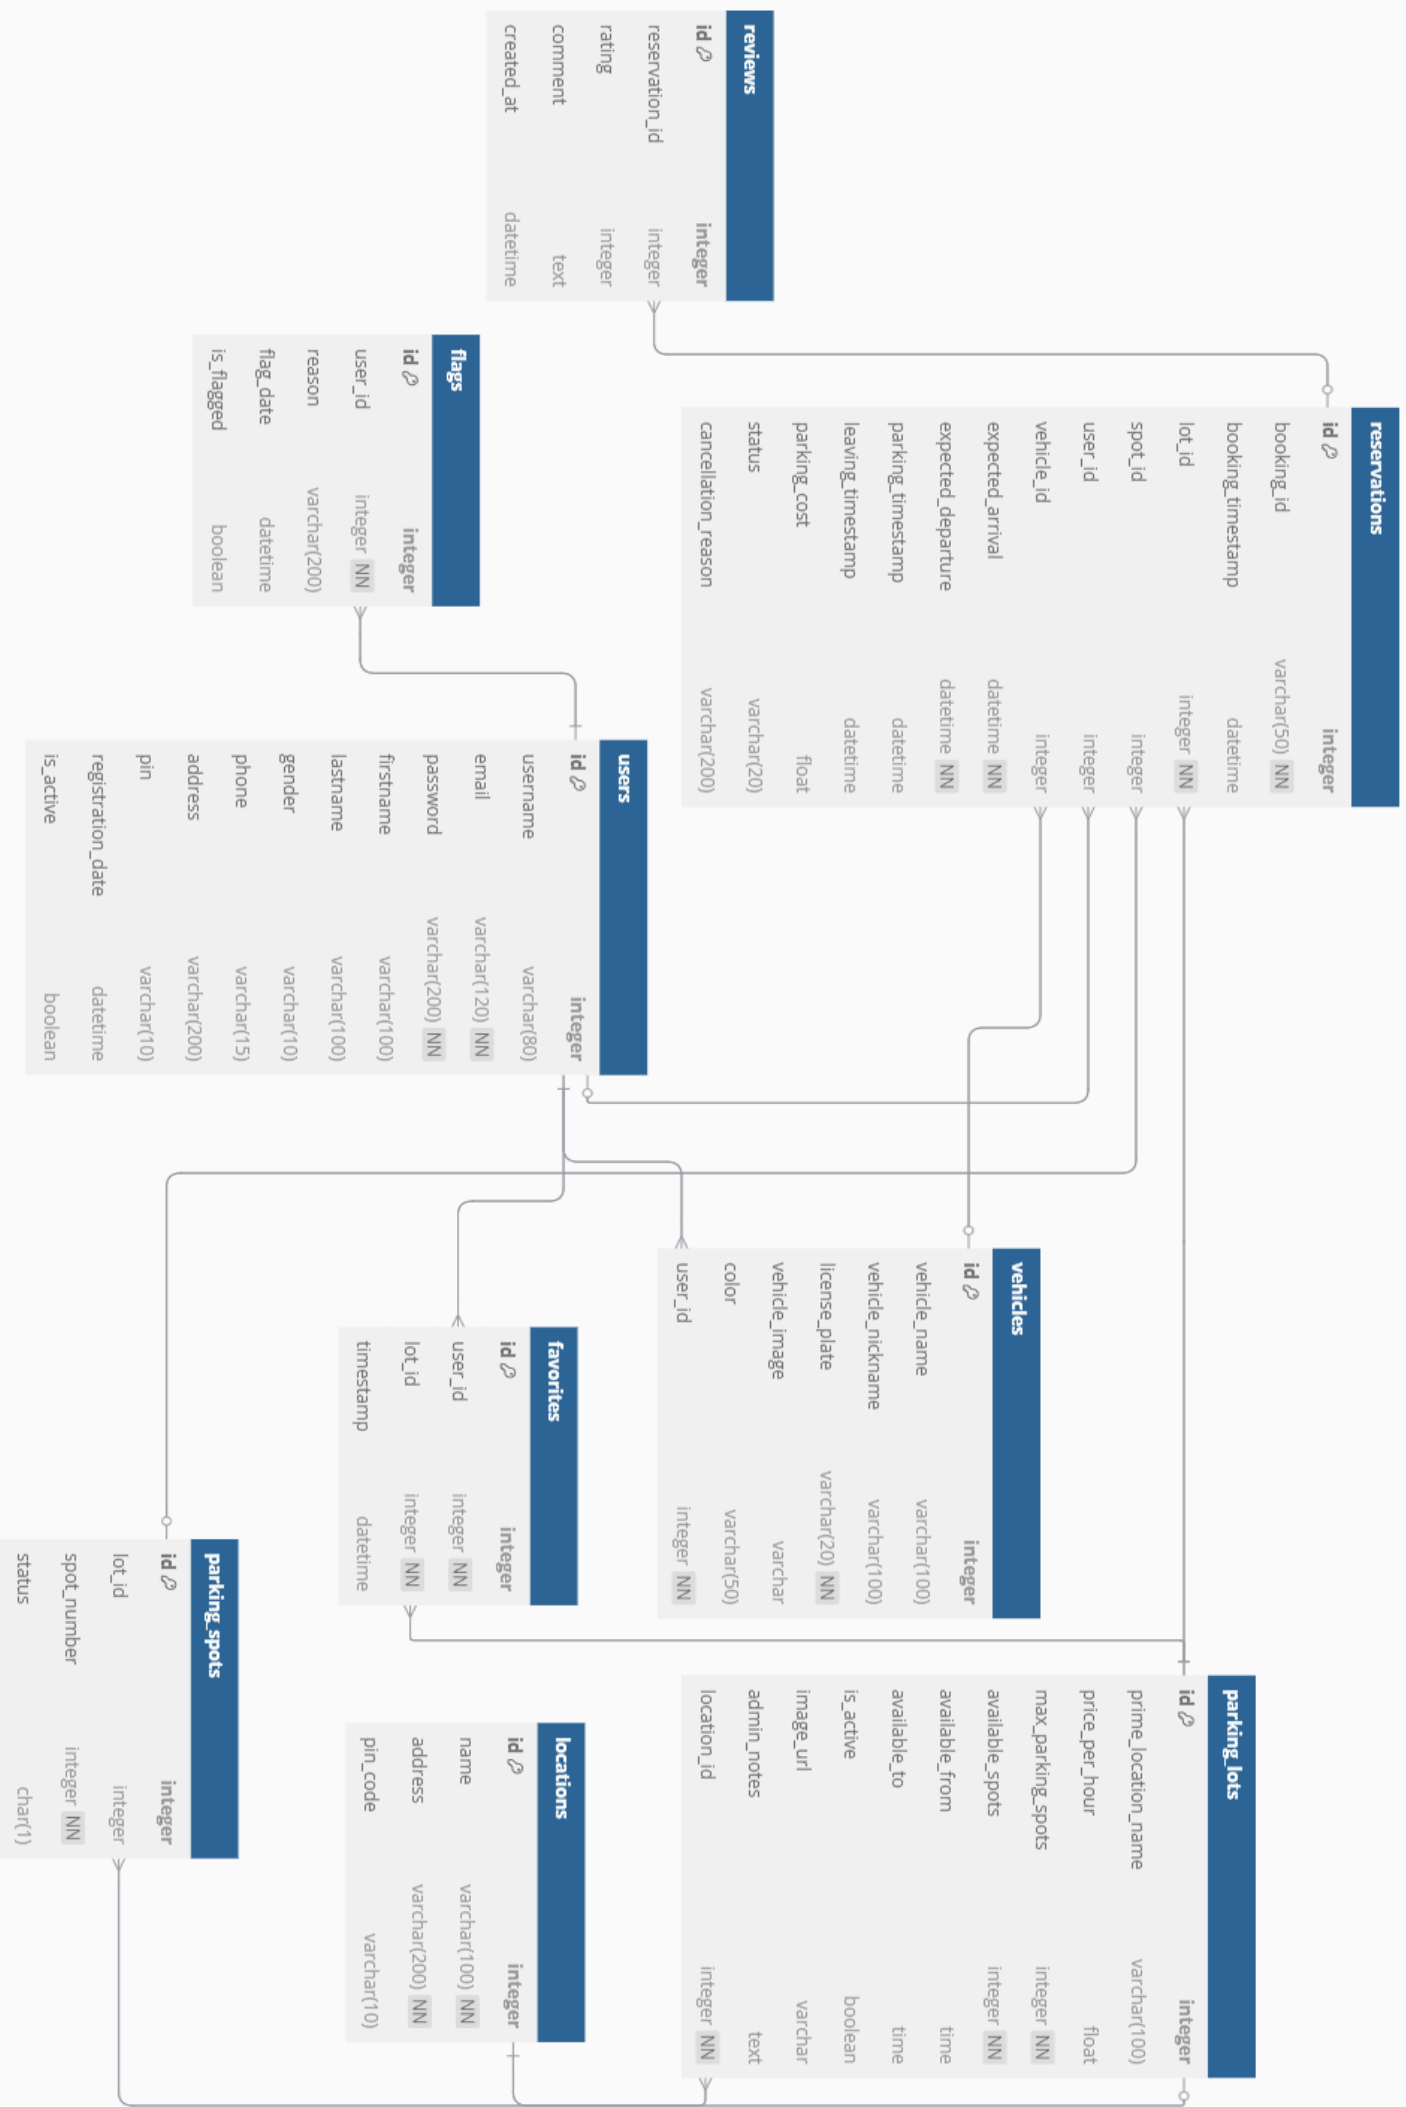 reviews
id integer
reservation_id integer
rating integer
comment text
created_at datetime
reservations
id integer
booking_id varchar(50) NN
booking_timestamp datetime
lot_id integer NN
spot_id integer
user_id integer
vehicle_id integer
expected_arrival datetime NN
expected_departure datetime NN
parking_timestamp datetime
leaving_timestamp datetime
parking_cost float
status varchar(20)
cancellation_reason varchar(200)
flags
id integer
user_id integer NN
reason varchar(200)
flag_date datetime
is_flagged boolean
users
id integer
username varchar(80)
email varchar(120) NN
password varchar(200) NN
firstname varchar(100)
lastname varchar(100)
gender varchar(10)
phone varchar(15)
address varchar(200)
pin varchar(10)
registration_date datetime
is_active boolean
vehicles
id integer
vehicle_name varchar(100)
vehicle_nickname varchar(100)
license_plate varchar(20) NN
vehicle_image varchar
color varchar(50)
user_id integer NN
favorites
id integer
user_id integer NN
lot_id integer NN
timestamp datetime
parking_spots
id integer
lot_id integer
spot_number integer NN
status char(1)
parking_lots
id integer
prime_location_name varchar(100)
price_per_hour float
max_parking_spots integer NN
available_spots integer NN
available_from time
available_to time
is_active boolean
image_url varchar
admin_notes text
location_id integer NN
locations
id integer
name varchar(100) NN
address varchar(200) NN
pin_code varchar(10)